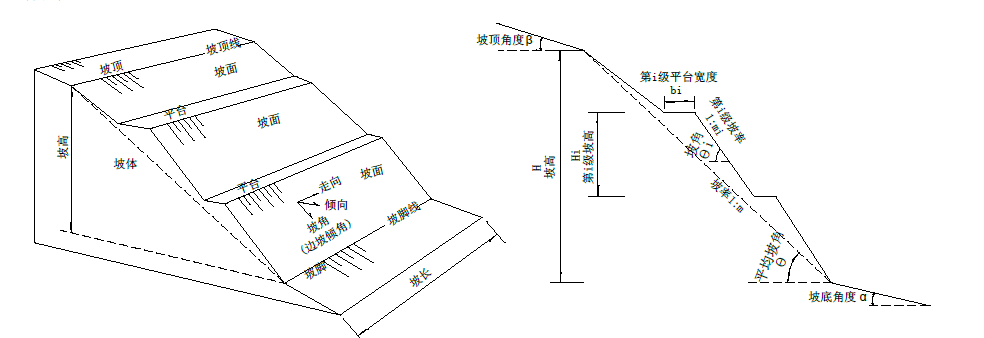 坡顶线
坡顶
坡面
平台
坡面
坡高
坡体
平台
走向
坡面
倾向
坡角
(边坡倾角)
坡脚线
坡脚
坡长
坡顶角度β
第i级平台宽度
bi
第i级坡率
1:mi
坡角
Θi
H
坡高
Hi
第i级坡高
坡率1:m
平均坡角
Θ
坡底角度α